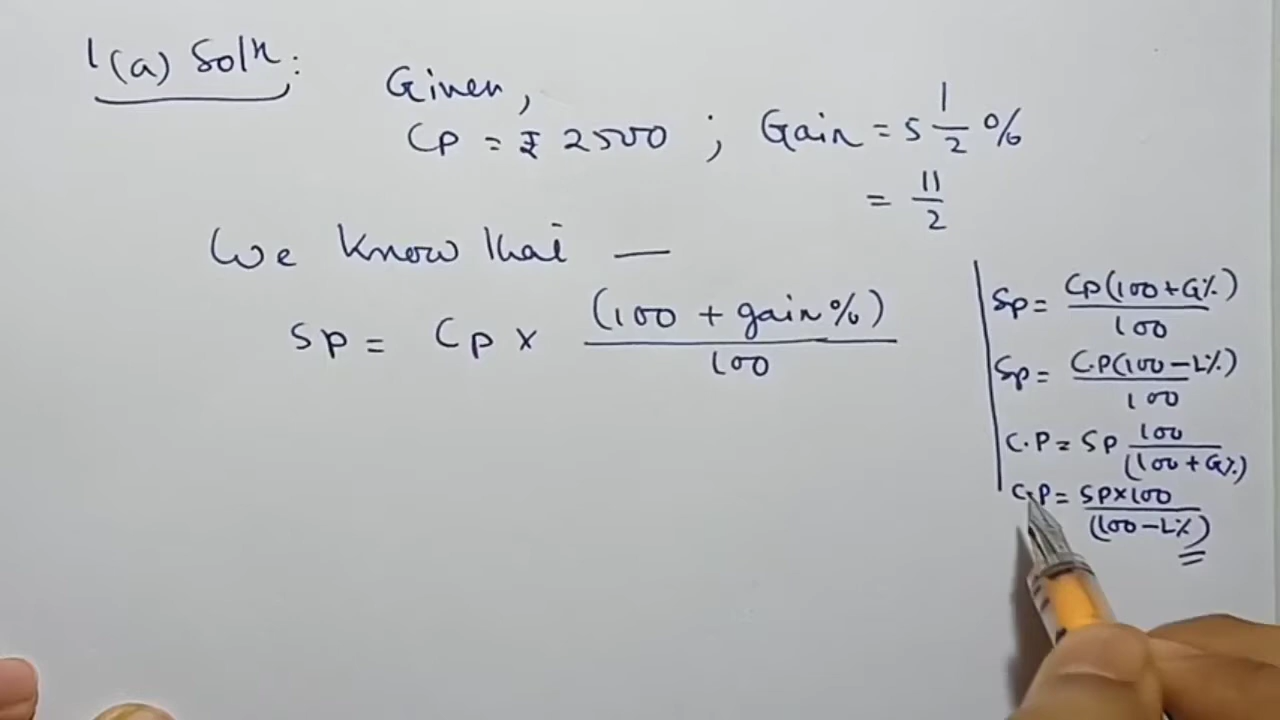 1(a) Solⁿ:
Given,
CP = ₹ 2500 ; Gain = 5 1/2 %
= 11/2
We know that —
SP = CP × (100 + gain%)/100
SP = CP(100+G%)/100
SP = C.P(100-L%)/100
C.P = SP 100/(100+G%)
C.P = SP×100/(100-L%)